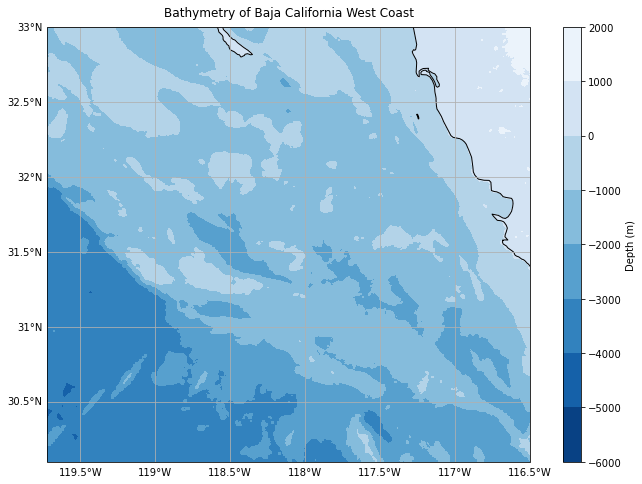 Bathymetry of Baja California West Coast
33°N
32.5°N
32°N
31.5°N
31°N
30.5°N
119.5°W
119°W
118.5°W
118°W
117.5°W
117°W
116.5°W
2000
1000
0
−1000
−2000
−3000
−4000
−5000
−6000
Depth (m)